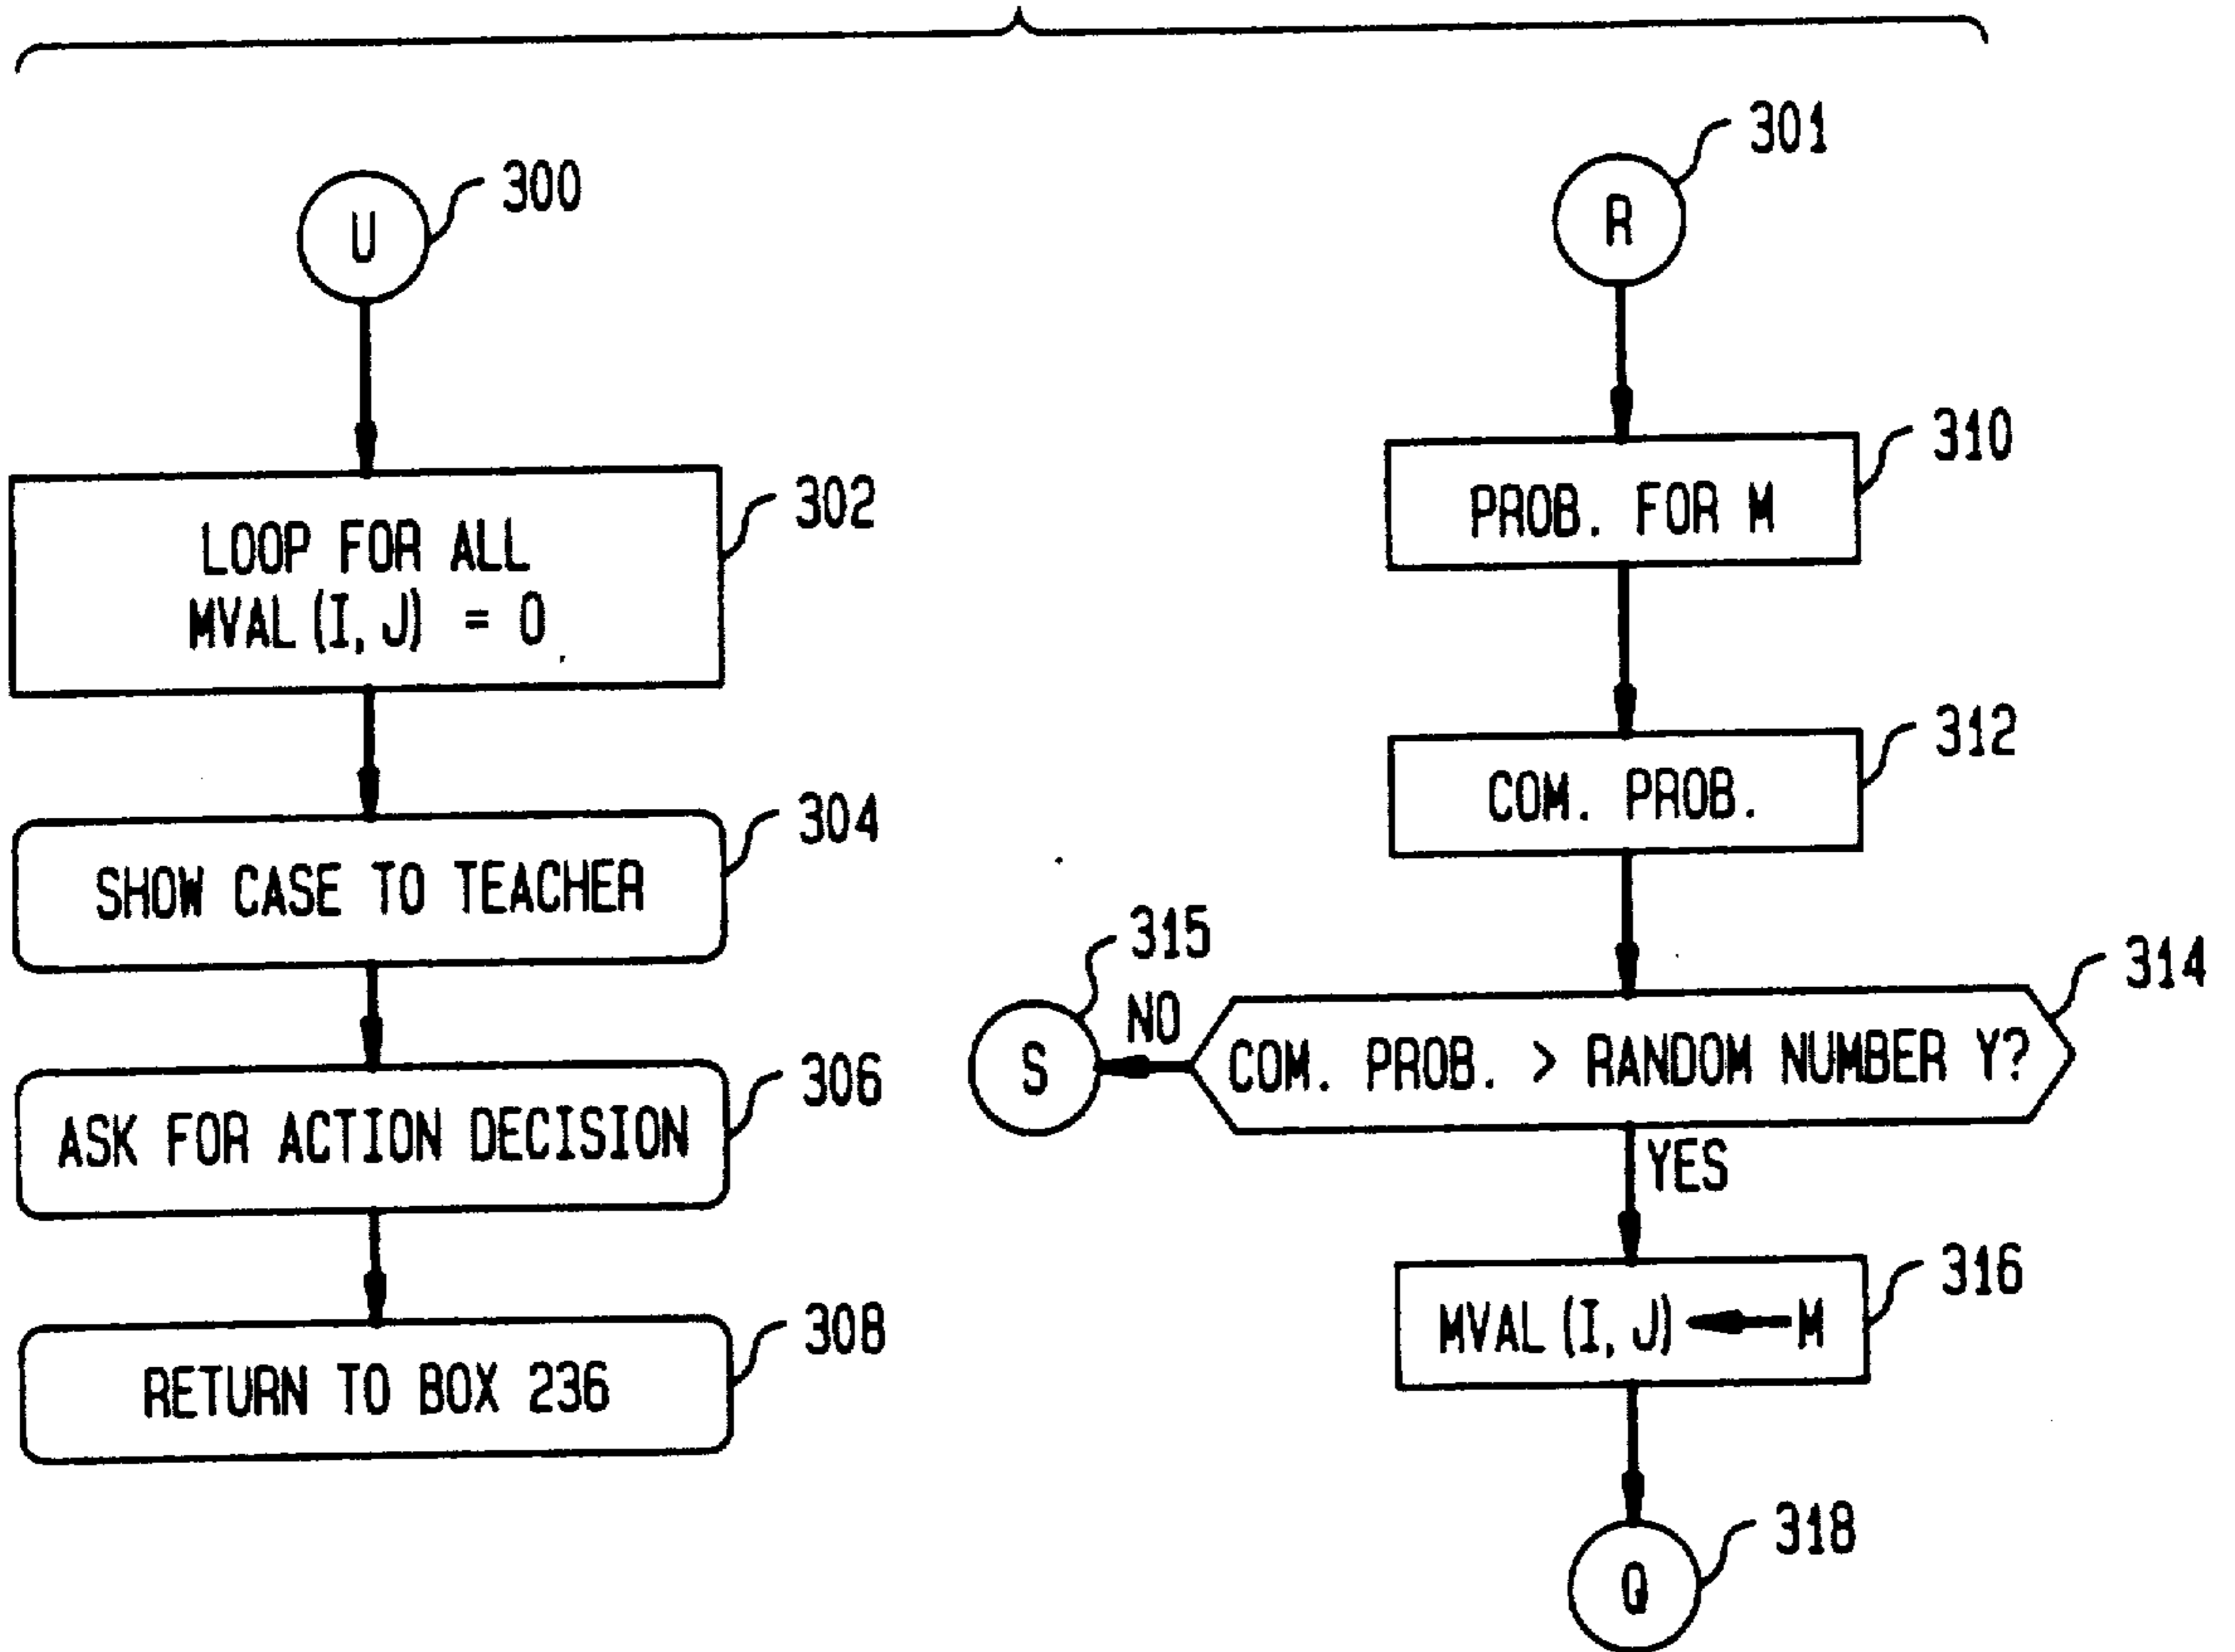 U
300
LOOP FOR ALL
MVAL(I,J) = 0
302
SHOW CASE TO TEACHER
304
ASK FOR ACTION DECISION
306
RETURN TO BOX 236
308
R
301
PROB. FOR M
310
COM. PROB.
312
COM. PROB. > RANDOM NUMBER Y?
314
NO
S
315
YES
MVAL(I,J) ← M
316
Q
318